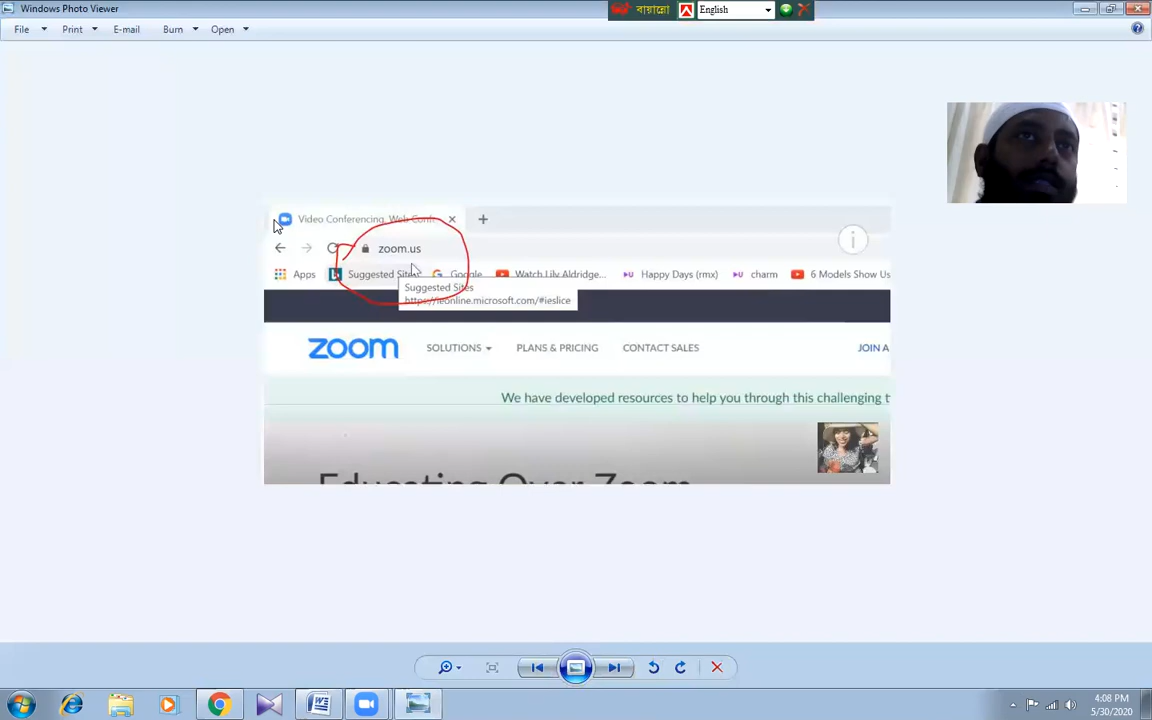 Windows Photo Viewer
বায়ান্নো
English
File
Print
E-mail
Burn
Open
Video Conferencing, Web Conf
zoom.us
Apps
Suggested Sites
Google
Watch Lily Aldridge...
Happy Days (rmx)
charm
6 Models Show Us
Suggested Sites
https://ieonline.microsoft.com/#ieslice
zoom
SOLUTIONS
PLANS & PRICING
CONTACT SALES
JOIN A
We have developed resources to help you through this challenging t
Educating Over Zoom
4:08 PM
5/30/2020